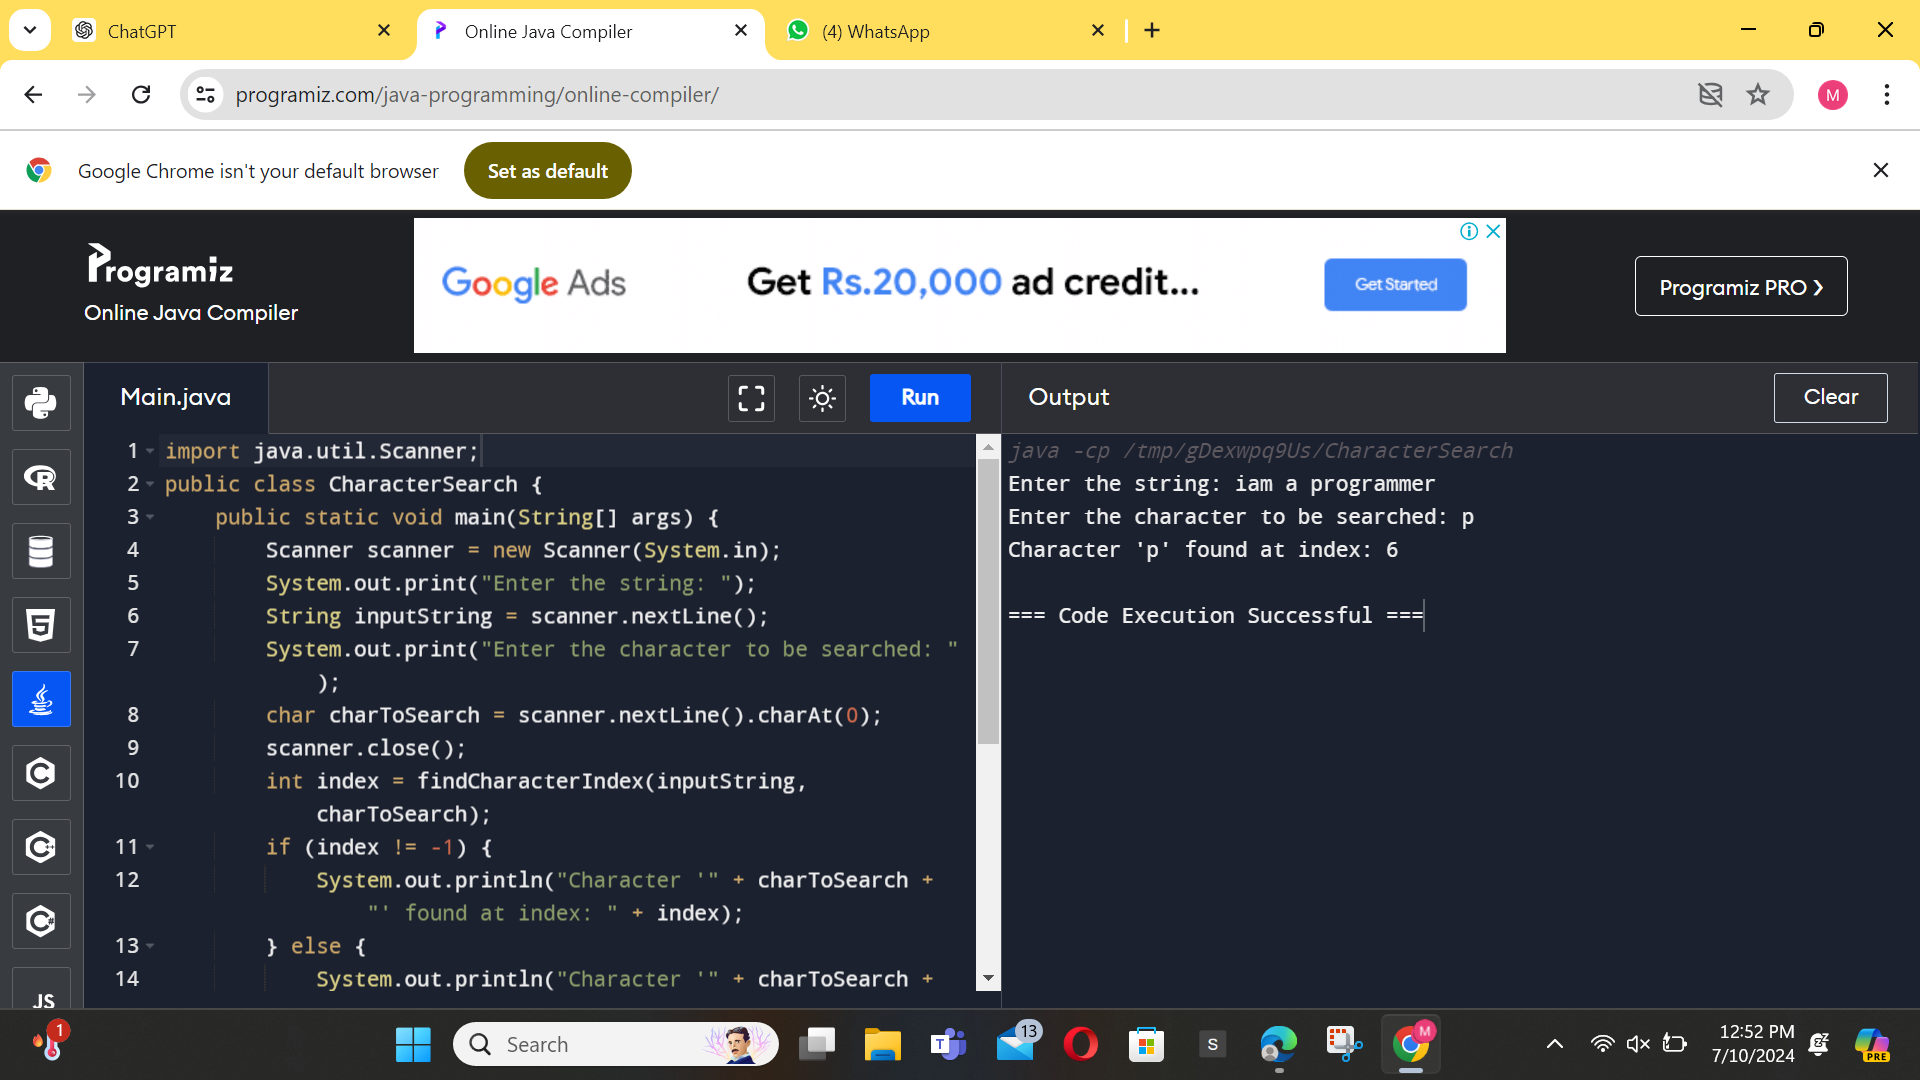 ChatGPT
Online Java Compiler
(4) WhatsApp
programiz.com/java-programming/online-compiler/
M
Google Chrome isn't your default browser
Set as default
Programiz
Online Java Compiler
Google Ads
Get Rs.20,000 ad credit...
Get Started
Programiz PRO ❯
Main.java
Run
Output
Clear
1 import java.util.Scanner;
2 public class CharacterSearch {
3 public static void main(String[] args) {
4 Scanner scanner = new Scanner(System.in);
5 System.out.print("Enter the string: ");
6 String inputString = scanner.nextLine();
7 System.out.print("Enter the character to be searched: "
);
8 char charToSearch = scanner.nextLine().charAt(0);
9 scanner.close();
10 int index = findCharacterIndex(inputString,
charToSearch);
11 if (index != -1) {
12 System.out.println("Character '" + charToSearch +
"' found at index: " + index);
13 } else {
14 System.out.println("Character '" + charToSearch +
java -cp /tmp/gDexwpq9Us/CharacterSearch
Enter the string: iam a programmer
Enter the character to be searched: p
Character 'p' found at index: 6
=== Code Execution Successful ===
R
5
C
C
C
JS
1
Search
T
13
S
M
12:52 PM
7/10/2024
PRE